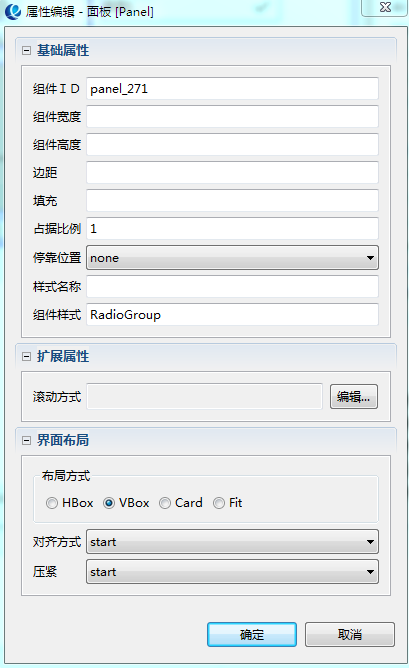 属性编辑 - 面板 [Panel]
基础属性
组件ＩＤ panel_271
组件宽度
组件高度
边距
填充
占据比例 1
停靠位置 none
样式名称
组件样式 RadioGroup
扩展属性
滚动方式 编辑...
界面布局
布局方式
HBox VBox Card Fit
对齐方式 start
压紧 start
确定 取消